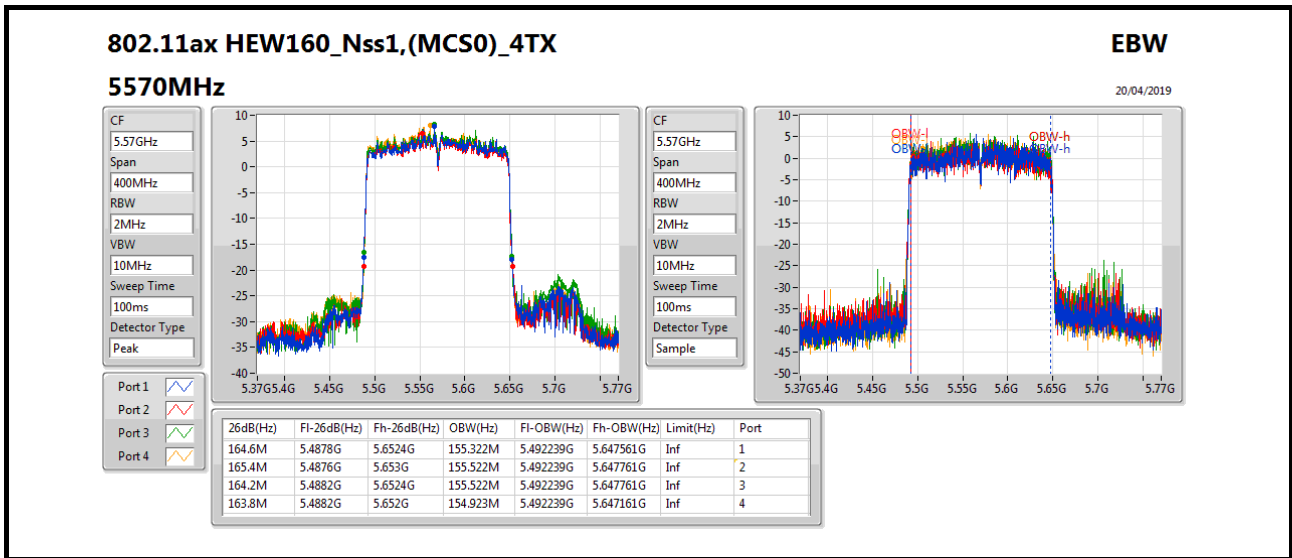 802.11ax HEW160_Nss1,(MCS0)_4TX
EBW
5570MHz
20/04/2019
CF
5.57GHz
Span
400MHz
RBW
2MHz
VBW
10MHz
Sweep Time
100ms
Detector Type
Peak
10
5
0
-5
-10
-15
-20
-25
-30
-35
-40
5.37G 5.4G 5.45G 5.5G 5.55G 5.6G 5.65G 5.7G 5.77G
CF
5.57GHz
Span
400MHz
RBW
2MHz
VBW
10MHz
Sweep Time
100ms
Detector Type
Sample
10
5
0
-5
-10
-15
-20
-25
-30
-35
-40
-45
-50
OBW-l OBW-h
5.37G 5.4G 5.45G 5.5G 5.55G 5.6G 5.65G 5.7G 5.77G
Port 1
Port 2
Port 3
Port 4
26dB(Hz) Fl-26dB(Hz) Fh-26dB(Hz) OBW(Hz) Fl-OBW(Hz) Fh-OBW(Hz) Limit(Hz) Port
164.6M 5.4878G 5.6524G 155.322M 5.492239G 5.647561G Inf 1
165.4M 5.4876G 5.653G 155.522M 5.492239G 5.647761G Inf 2
164.2M 5.4882G 5.6524G 155.522M 5.492239G 5.647761G Inf 3
163.8M 5.4882G 5.652G 154.923M 5.492239G 5.647161G Inf 4